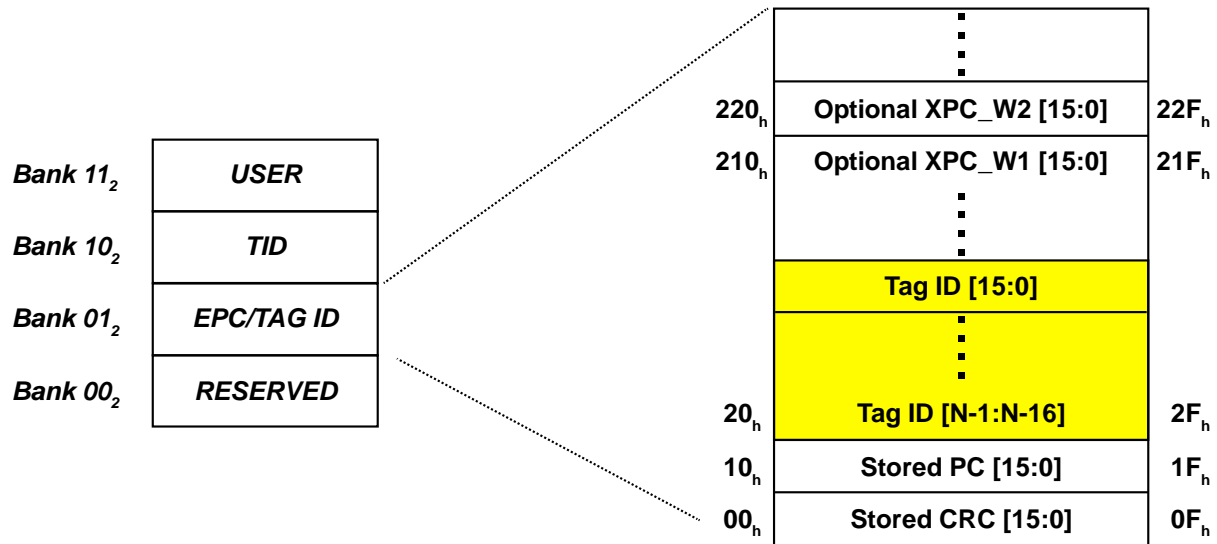 Bank 11₂ USER
Bank 10₂ TID
Bank 01₂ EPC/TAG ID
Bank 00₂ RESERVED
220ₕ Optional XPC_W2 [15:0] 22Fₕ
210ₕ Optional XPC_W1 [15:0] 21Fₕ
Tag ID [15:0]
20ₕ Tag ID [N-1:N-16] 2Fₕ
10ₕ Stored PC [15:0] 1Fₕ
00ₕ Stored CRC [15:0] 0Fₕ